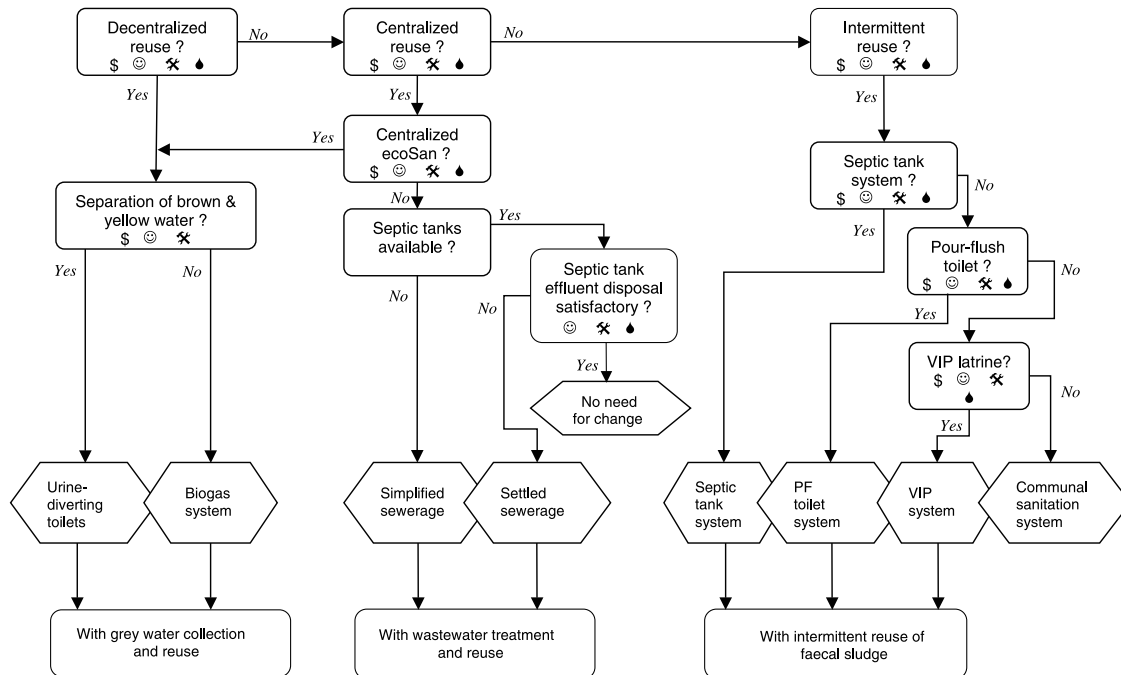 Decentralized
reuse ?
$ ☺ 🛠 💧
No
Centralized
reuse ?
$ ☺ 🛠 💧
No
Intermittent
reuse ?
$ ☺ 🛠 💧
Yes
Yes
Yes
Yes
Centralized
ecoSan ?
$ ☺ 🛠 💧
Septic tank
system ?
$ ☺ 🛠 💧
No
No
Separation of brown &
yellow water ?
$ ☺ 🛠
Septic tanks
available ?
Yes
Yes
Pour-flush
toilet ?
$ ☺ 🛠 💧
No
Yes
No
No
Septic tank
effluent disposal
satisfactory ?
☺ 🛠 💧
No
Yes
VIP latrine?
$ ☺ 🛠
💧
No
Yes
Yes
No need
for change
Urine-
diverting
toilets
Biogas
system
Simplified
sewerage
Settled
sewerage
Septic
tank
system
PF
toilet
system
VIP
system
Communal
sanitation
system
With grey water collection
and reuse
With wastewater treatment
and reuse
With intermittent reuse of
faecal sludge